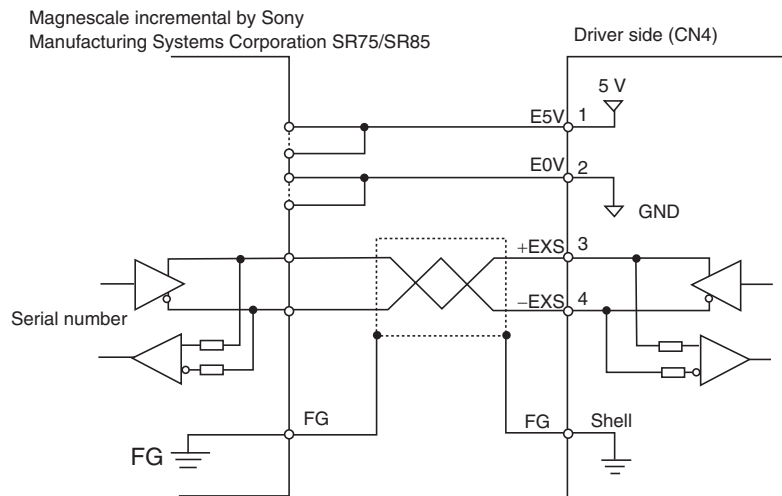 Magnescale incremental by Sony
Manufacturing Systems Corporation SR75/SR85
Driver side (CN4)
5 V
E5V 1
E0V 2
GND
+EXS 3
−EXS 4
Serial number
FG
FG
FG Shell